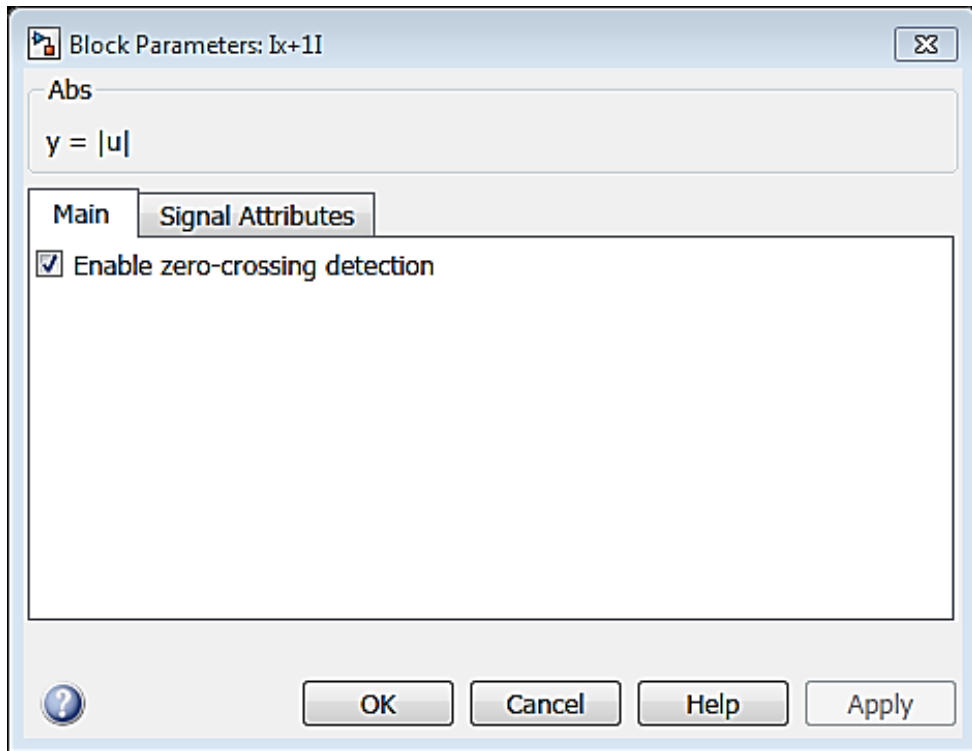 Block Parameters: Ix+1I
Abs
y = |u|
Main Signal Attributes
Enable zero-crossing detection
? OK Cancel Help Apply